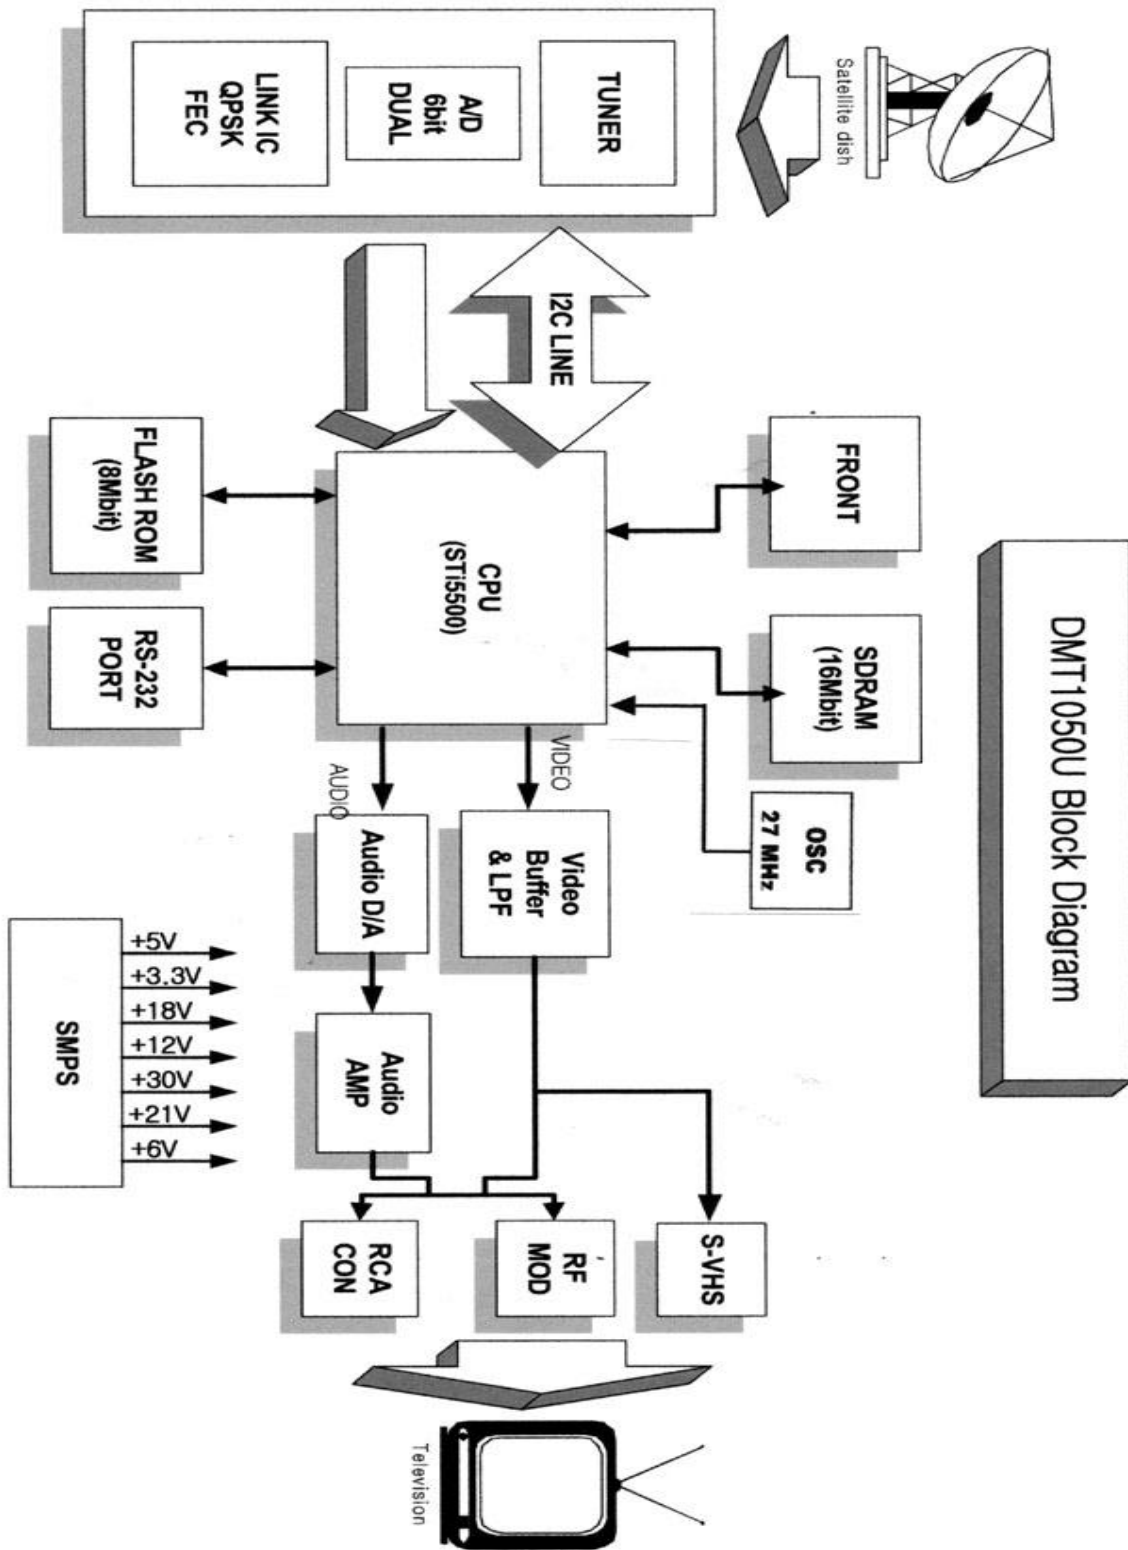 DMT1050U Block Diagram
Satellite dish
TUNER
A/D
6bit
DUAL
LINK IC
QPSK
FEC
I2C LINE
FRONT
SDRAM
(16Mbit)
OSC
27 MHz
CPU
(STi5500)
FLASH ROM
(8Mbit)
RS-232
PORT
VIDEO
AUDIO
Video
Buffer
& LPF
Audio D/A
Audio
AMP
S-VHS
RF
MOD
RCA
CON
SMPS
+5V
+3.3V
+18V
+12V
+30V
+21V
+6V
Television